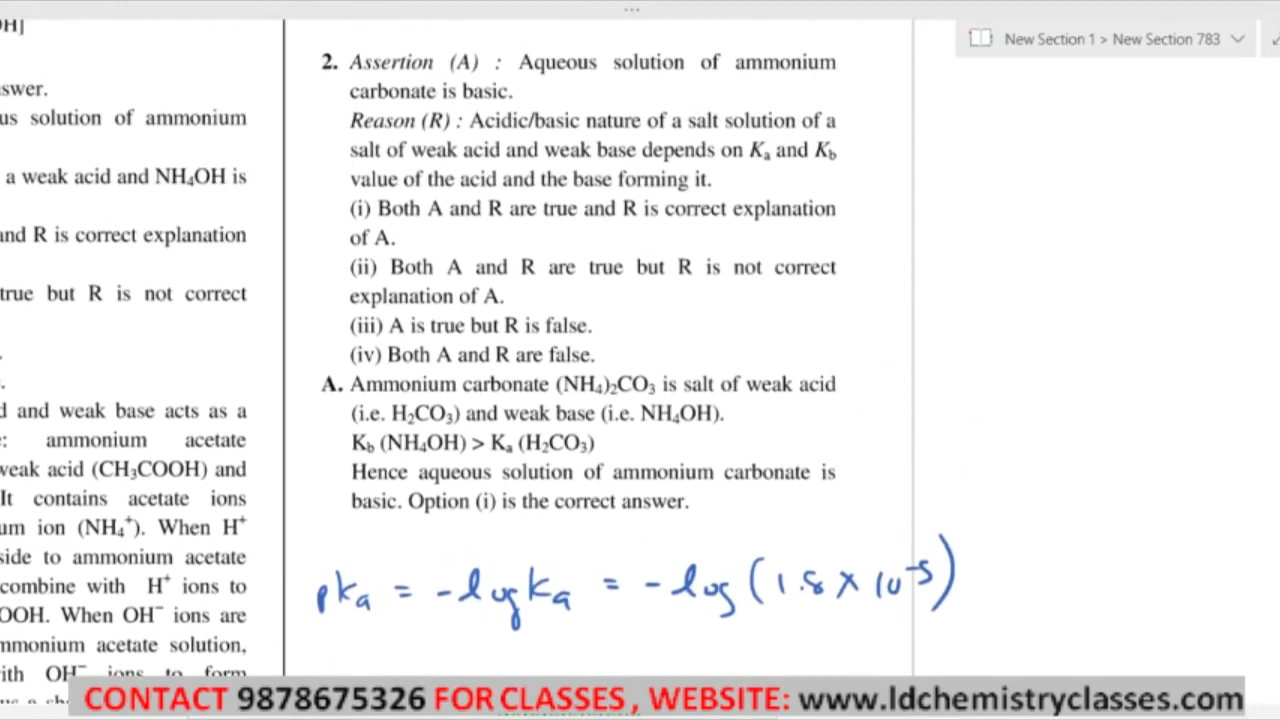 OH]
swer.
us solution of ammonium
a weak acid and NH₄OH is
and R is correct explanation
true but R is not correct
d and weak base acts as a
: ammonium acetate
weak acid (CH₃COOH) and
It contains acetate ions
um ion (NH₄⁺). When H⁺
side to ammonium acetate
combine with H⁺ ions to
OOH. When OH⁻ ions are
mmonium acetate solution,
ith OH⁻ ions to form
New Section 1 > New Section 783
2. Assertion (A) : Aqueous solution of ammonium
carbonate is basic.
Reason (R) : Acidic/basic nature of a salt solution of a
salt of weak acid and weak base depends on Kₐ and K_b
value of the acid and the base forming it.
(i) Both A and R are true and R is correct explanation
of A.
(ii) Both A and R are true but R is not correct
explanation of A.
(iii) A is true but R is false.
(iv) Both A and R are false.
A. Ammonium carbonate (NH₄)₂CO₃ is salt of weak acid
(i.e. H₂CO₃) and weak base (i.e. NH₄OH).
K_b (NH₄OH) > Kₐ (H₂CO₃)
Hence aqueous solution of ammonium carbonate is
basic. Option (i) is the correct answer.
pKₐ = -log Kₐ = -log (1.8 × 10⁻⁵)
CONTACT 9878675326 FOR CLASSES , WEBSITE: www.ldchemistryclasses.com